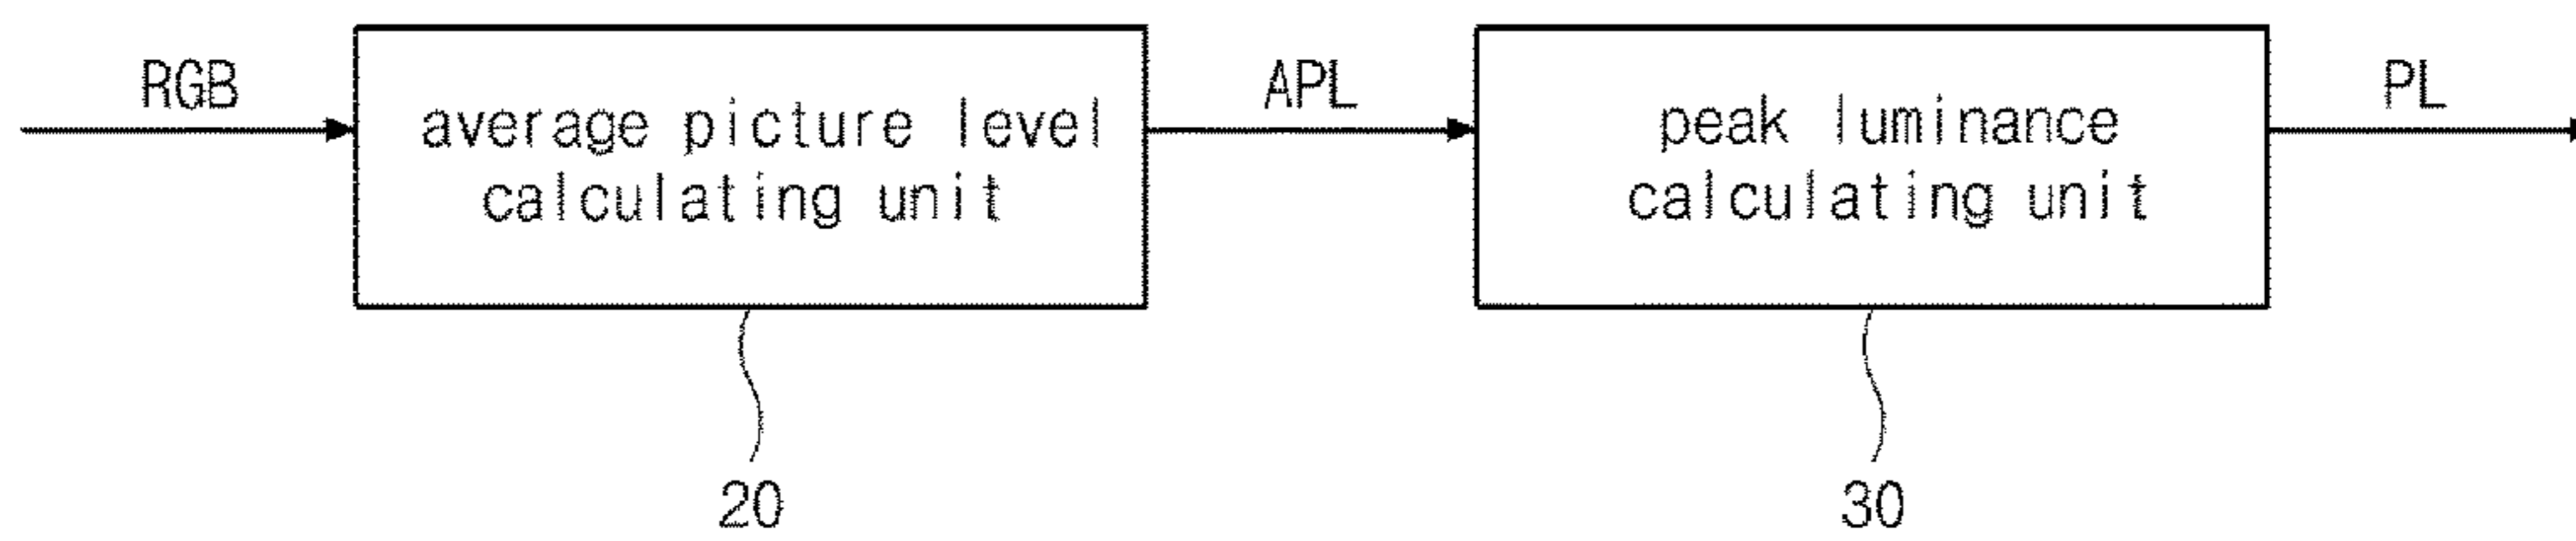 RGB
average picture level
calculating unit
APL
peak luminance
calculating unit
PL
20
30